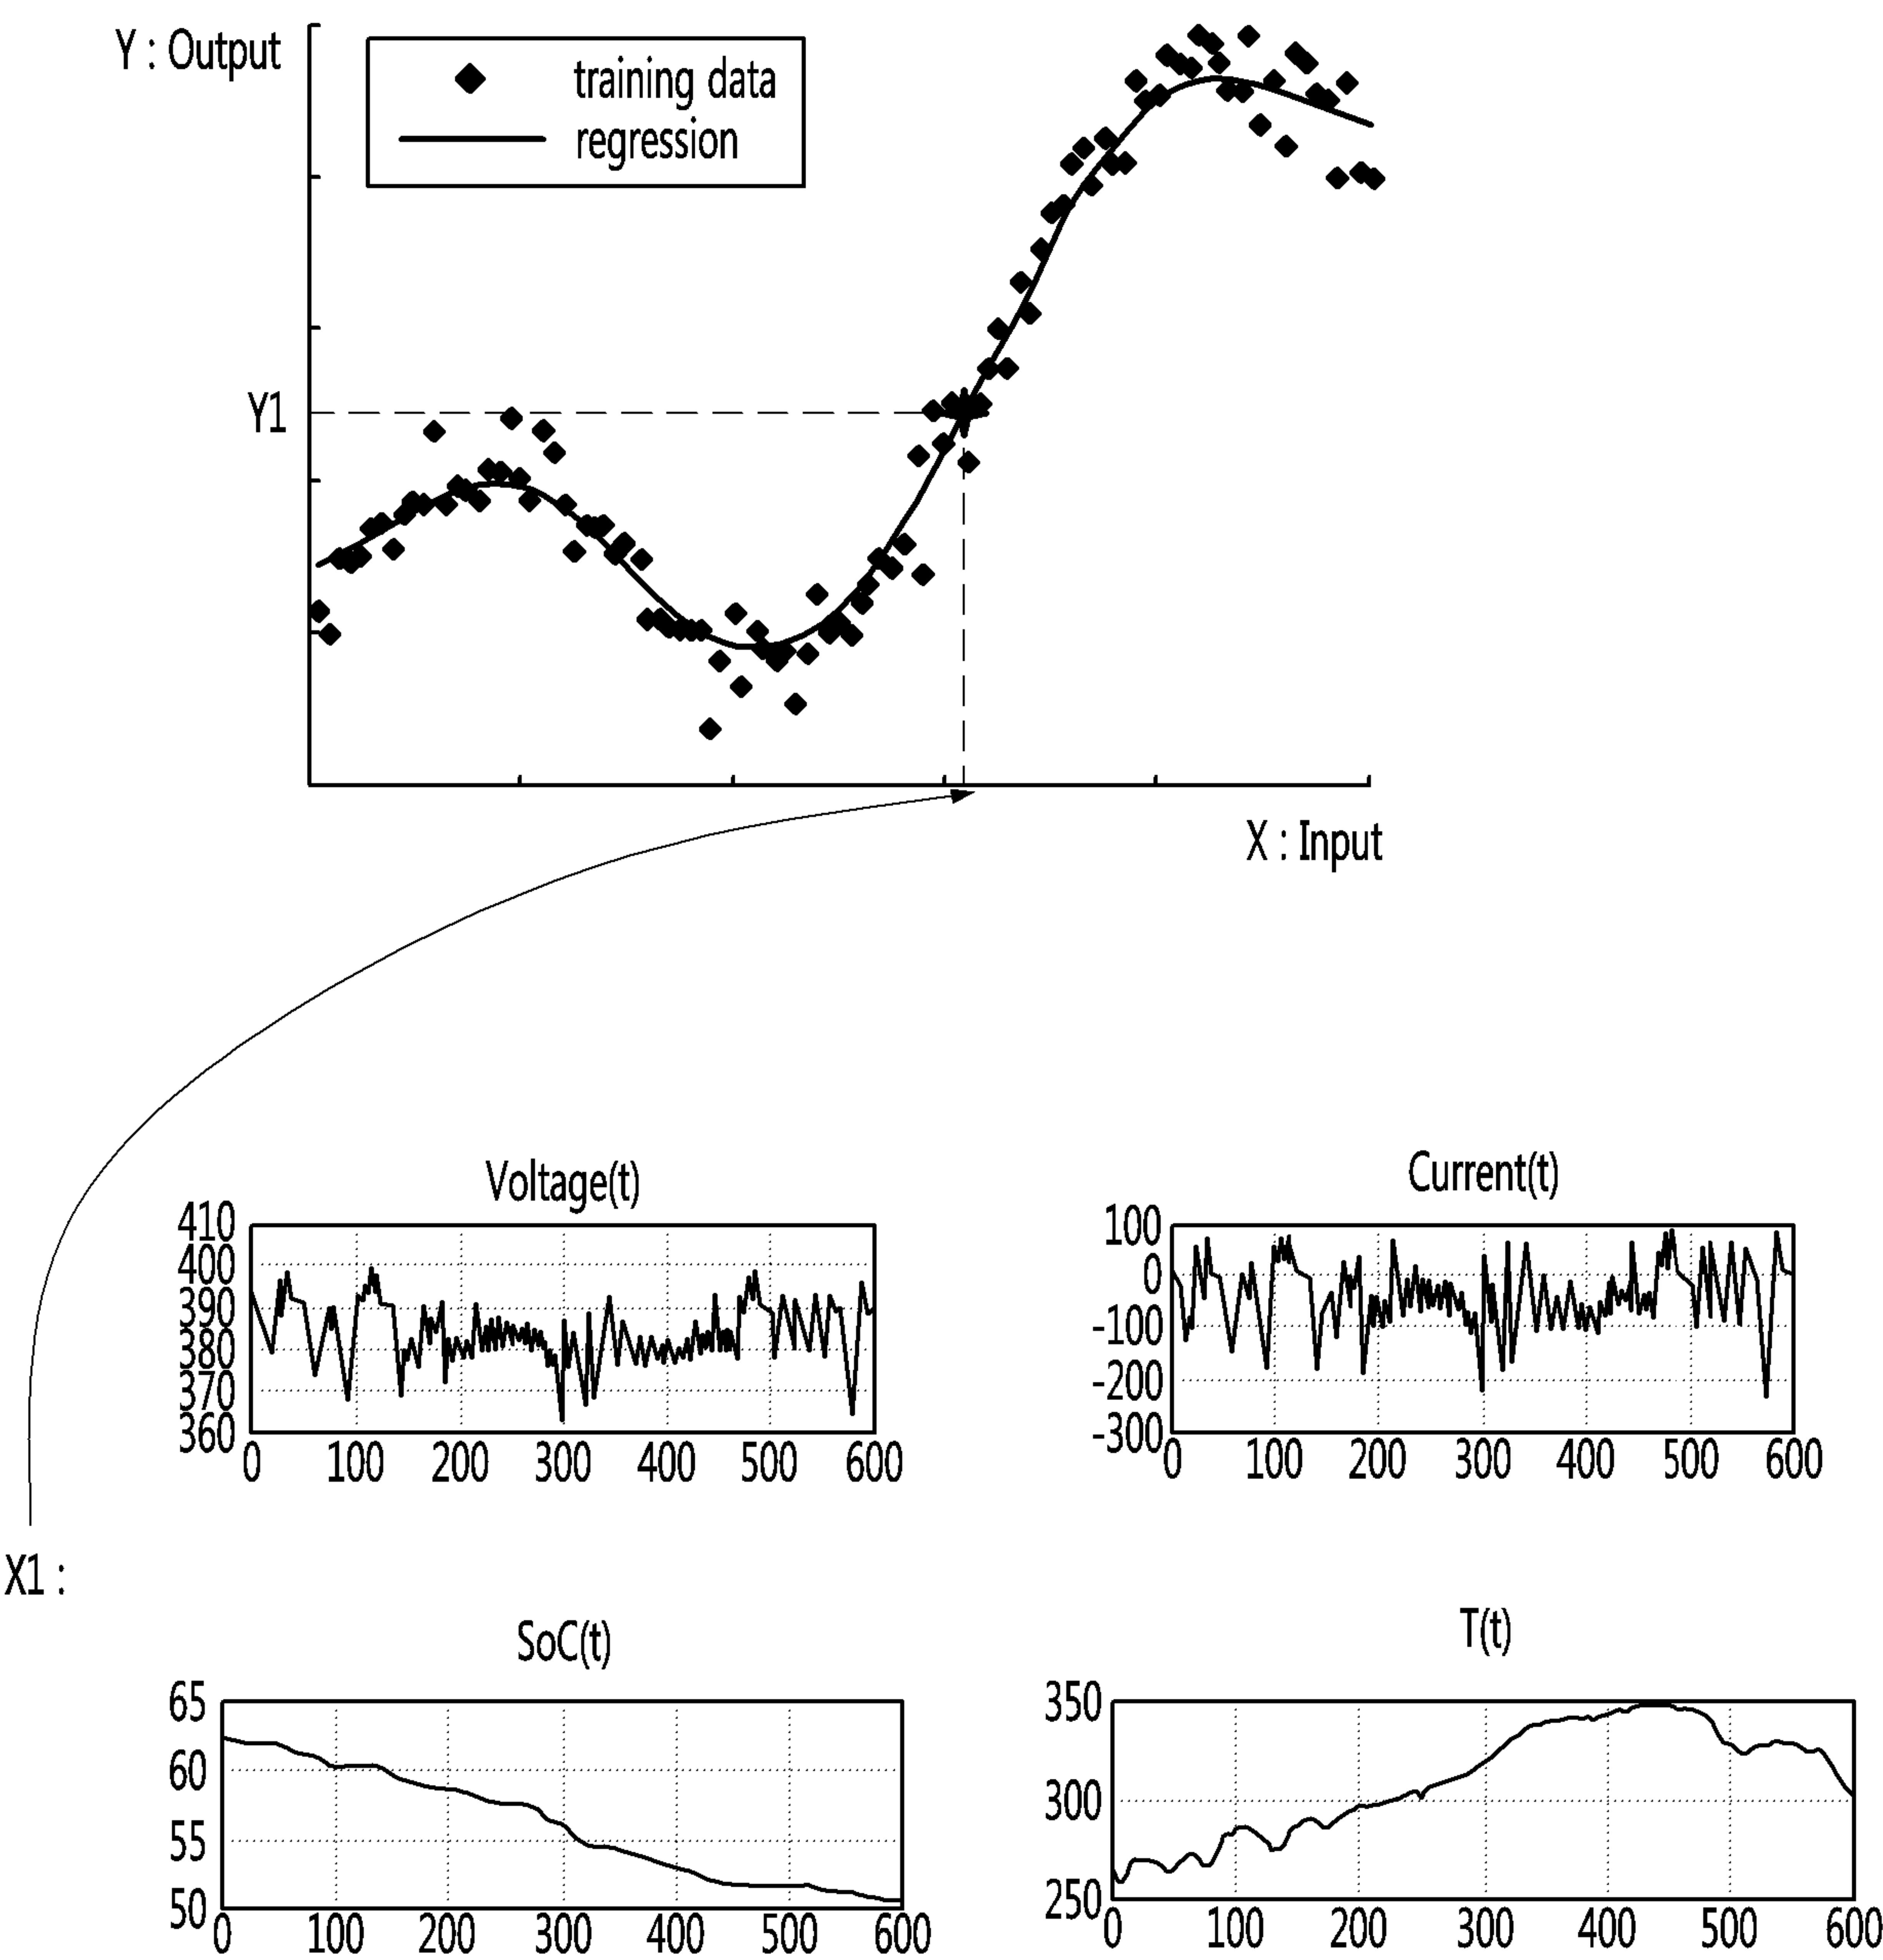 Y : Output
training data
regression
Y1
X : Input
Voltage(t)
410
400
390
380
370
360
0 100 200 300 400 500 600
Current(t)
100
0
-100
-200
-300
0 100 200 300 400 500 600
X1 :
SoC(t)
65
60
55
50
0 100 200 300 400 500 600
T(t)
350
300
250
0 100 200 300 400 500 600